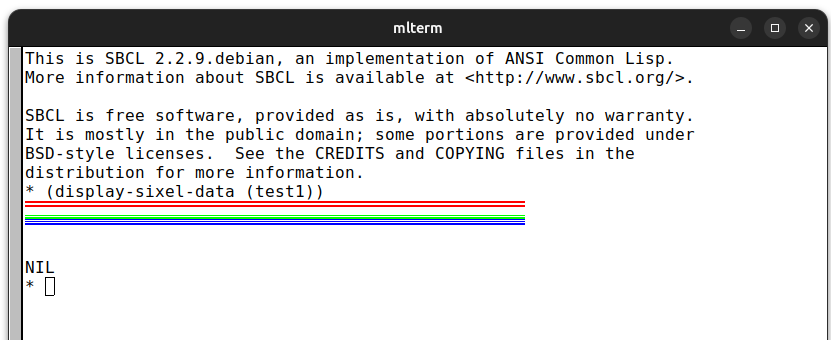 mlterm
This is SBCL 2.2.9.debian, an implementation of ANSI Common Lisp.
More information about SBCL is available at <http://www.sbcl.org/>.
SBCL is free software, provided as is, with absolutely no warranty.
It is mostly in the public domain; some portions are provided under
BSD-style licenses.  See the CREDITS and COPYING files in the
distribution for more information.
* (display-sixel-data (test1))
NIL
*